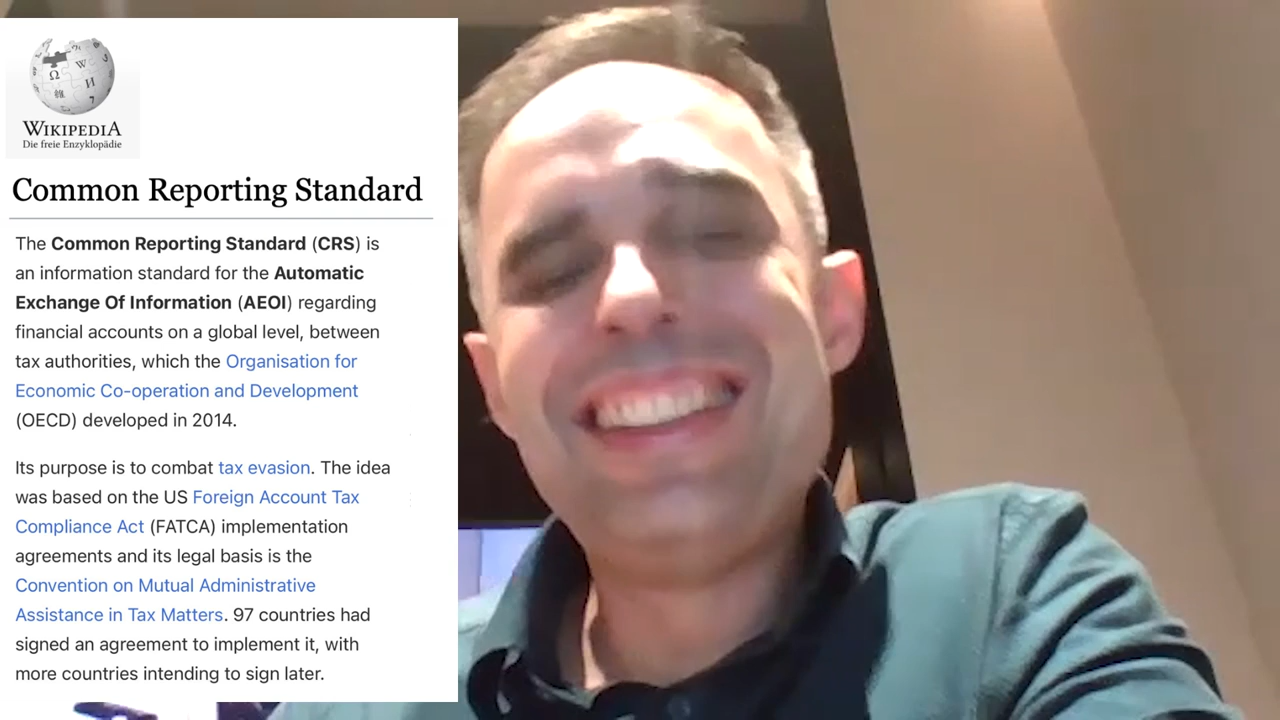 WIKIPEDIA
Die freie Enzyklopädie
Common Reporting Standard
The Common Reporting Standard (CRS) is
an information standard for the Automatic
Exchange Of Information (AEOI) regarding
financial accounts on a global level, between
tax authorities, which the Organisation for
Economic Co-operation and Development
(OECD) developed in 2014.
Its purpose is to combat tax evasion. The idea
was based on the US Foreign Account Tax
Compliance Act (FATCA) implementation
agreements and its legal basis is the
Convention on Mutual Administrative
Assistance in Tax Matters. 97 countries had
signed an agreement to implement it, with
more countries intending to sign later.